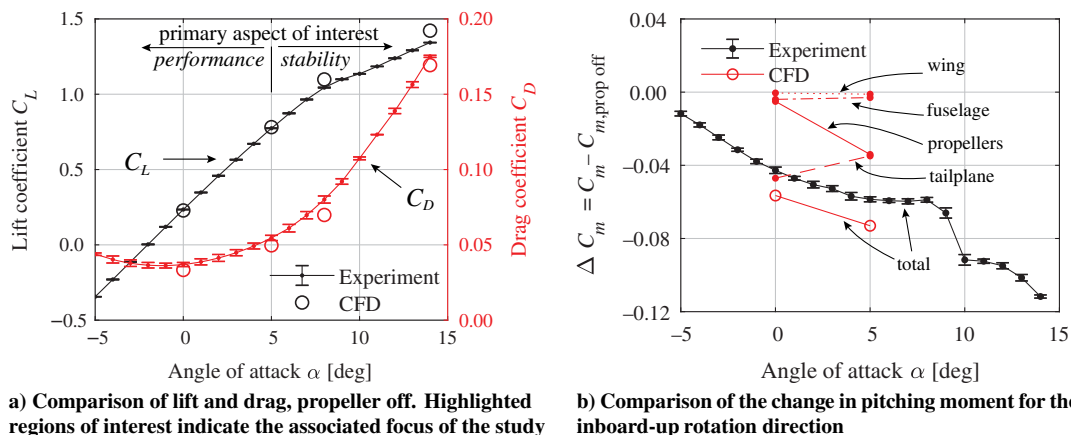 1.5
1.0
0.5
0.0
−0.5
Lift coefficient C_L
primary aspect of interest
performance
stability
C_L
C_D
Experiment
CFD
0.20
0.15
0.10
0.05
0.00
Drag coefficient C_D
−5 0 5 10 15
Angle of attack α [deg]
a) Comparison of lift and drag, propeller off. Highlighted
regions of interest indicate the associated focus of the study
0.04
0.00
−0.04
−0.08
−0.12
Δ C_m = C_m − C_m,prop off
Experiment
CFD
wing
fuselage
propellers
tailplane
total
−5 0 5 10 15
Angle of attack α [deg]
b) Comparison of the change in pitching moment for the
inboard-up rotation direction